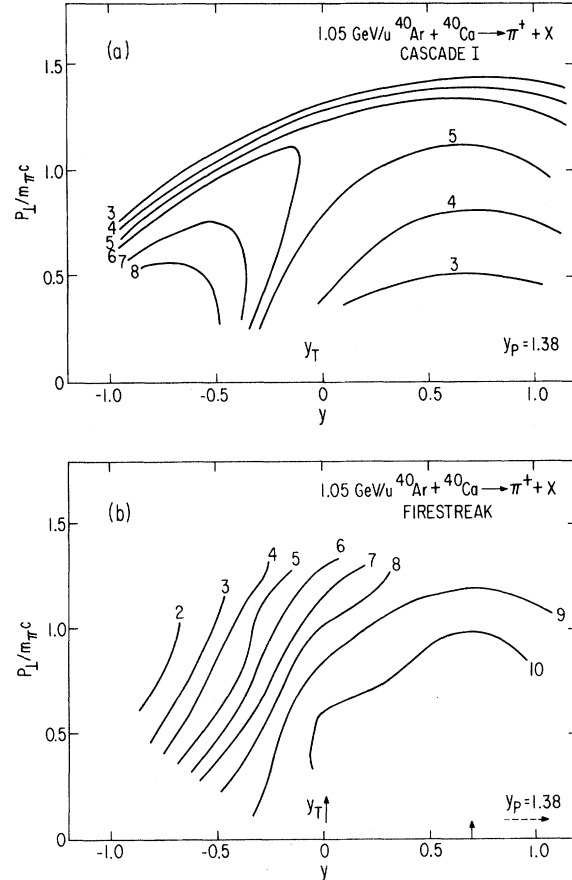 (a)
1.05 GeV/u ⁴⁰Ar + ⁴⁰Ca → π⁺ + X
CASCADE I
1.5
1.0
0.5
0
P⊥/mπc
3
4
5
6
7
8
5
4
3
yT
yP = 1.38
-1.0
-0.5
0
0.5
1.0
y
(b)
1.05 GeV/u ⁴⁰Ar + ⁴⁰Ca → π⁺ + X
FIRESTREAK
1.5
1.0
0.5
0
P⊥/mπc
2
3
4
5
6
7
8
9
10
yT
yP = 1.38
-1.0
-0.5
0
0.5
1.0
y